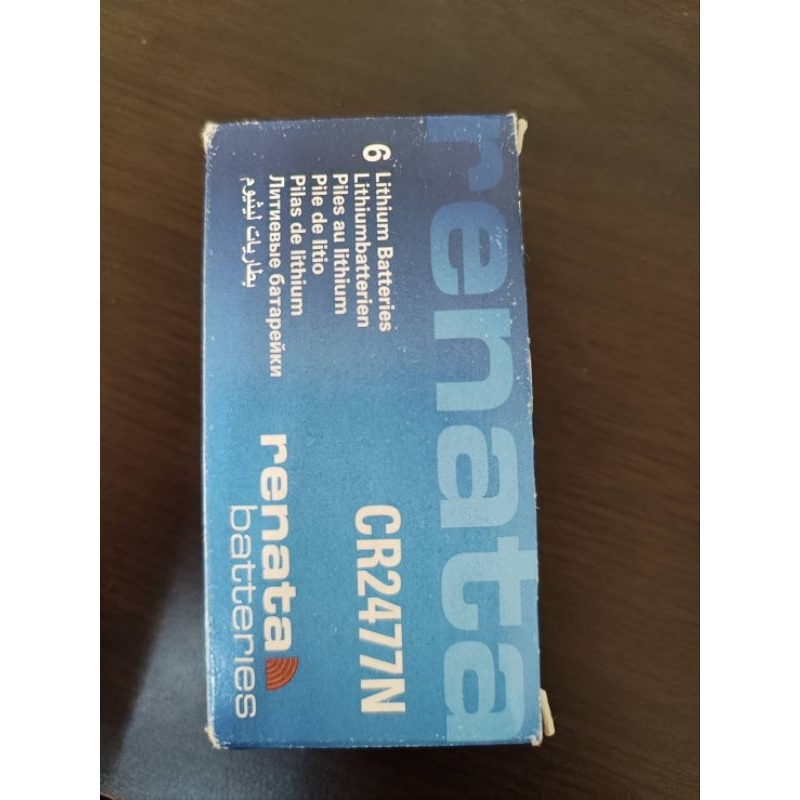 renata
6 Lithium Batteries
Lithiumbatterien
Piles au lithium
Pile de litio
Pilas de lithium
Литиевые батарейки
بطاريات ليثيوم
CR2477N
renata
batteries